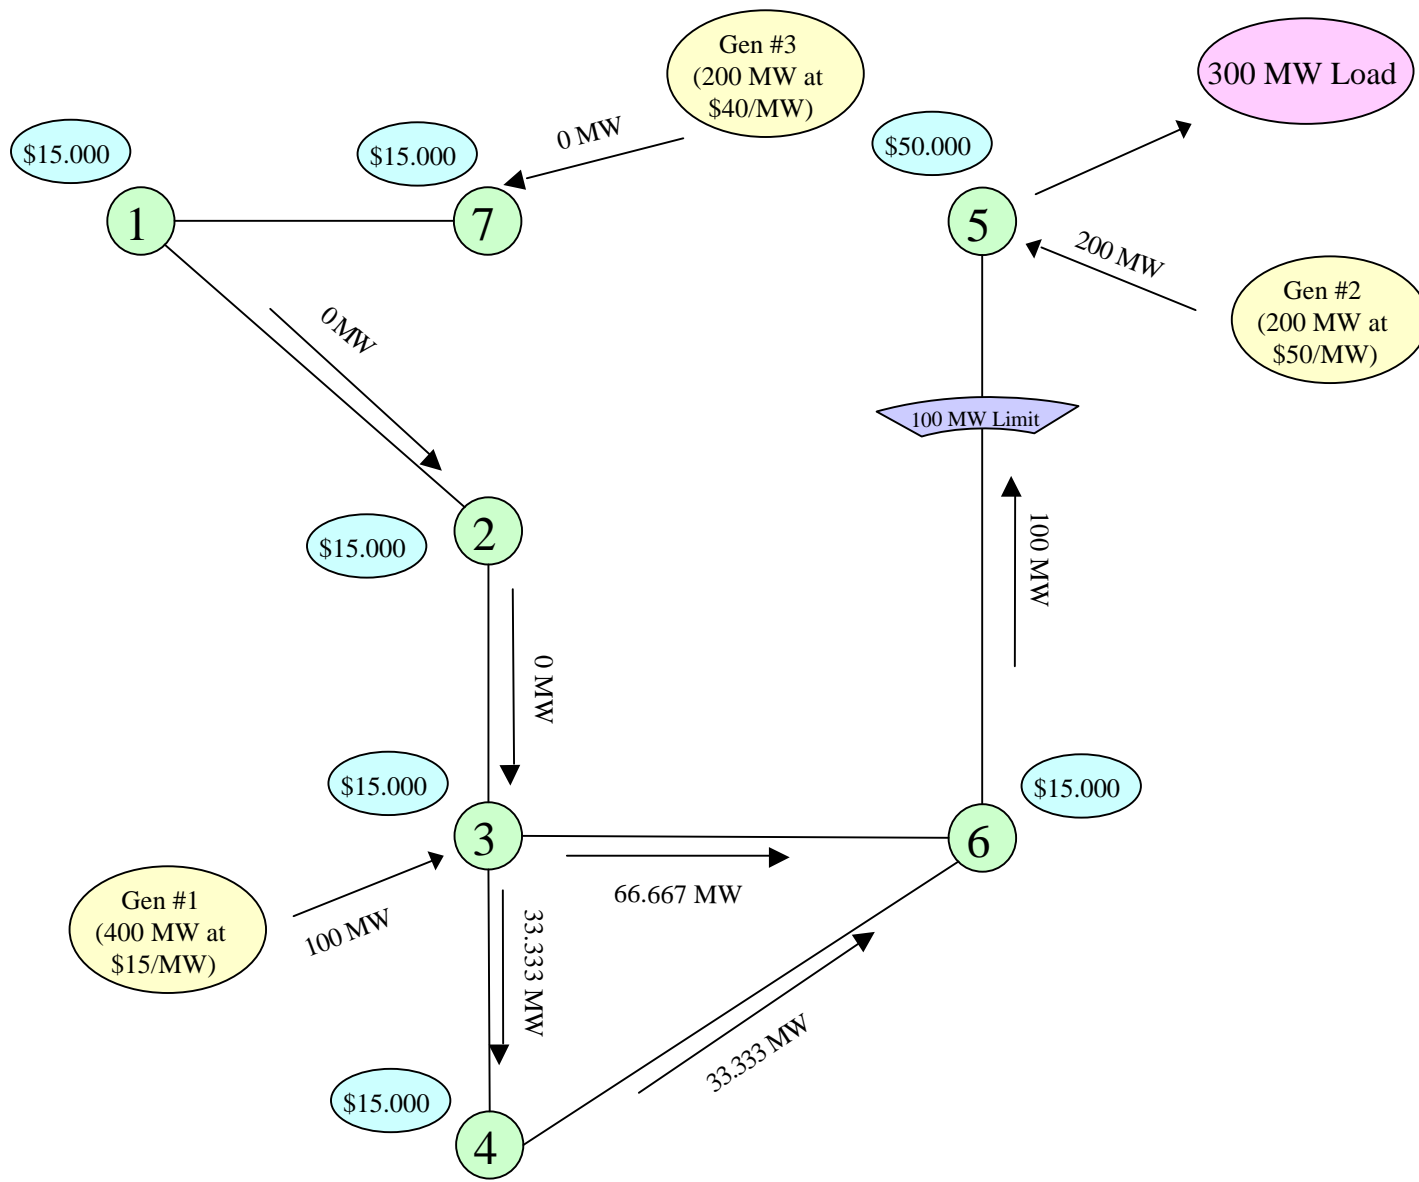 Gen #3
(200 MW at
$40/MW)
300 MW Load
0 MW
$15.000
$15.000
$50.000
1
7
5
200 MW
Gen #2
(200 MW at
$50/MW)
0 MW
100 MW Limit
2
$15.000
100 MW
0 MW
$15.000
$15.000
3
6
66.667 MW
Gen #1
(400 MW at
$15/MW)
100 MW
33.333 MW
33.333 MW
$15.000
4